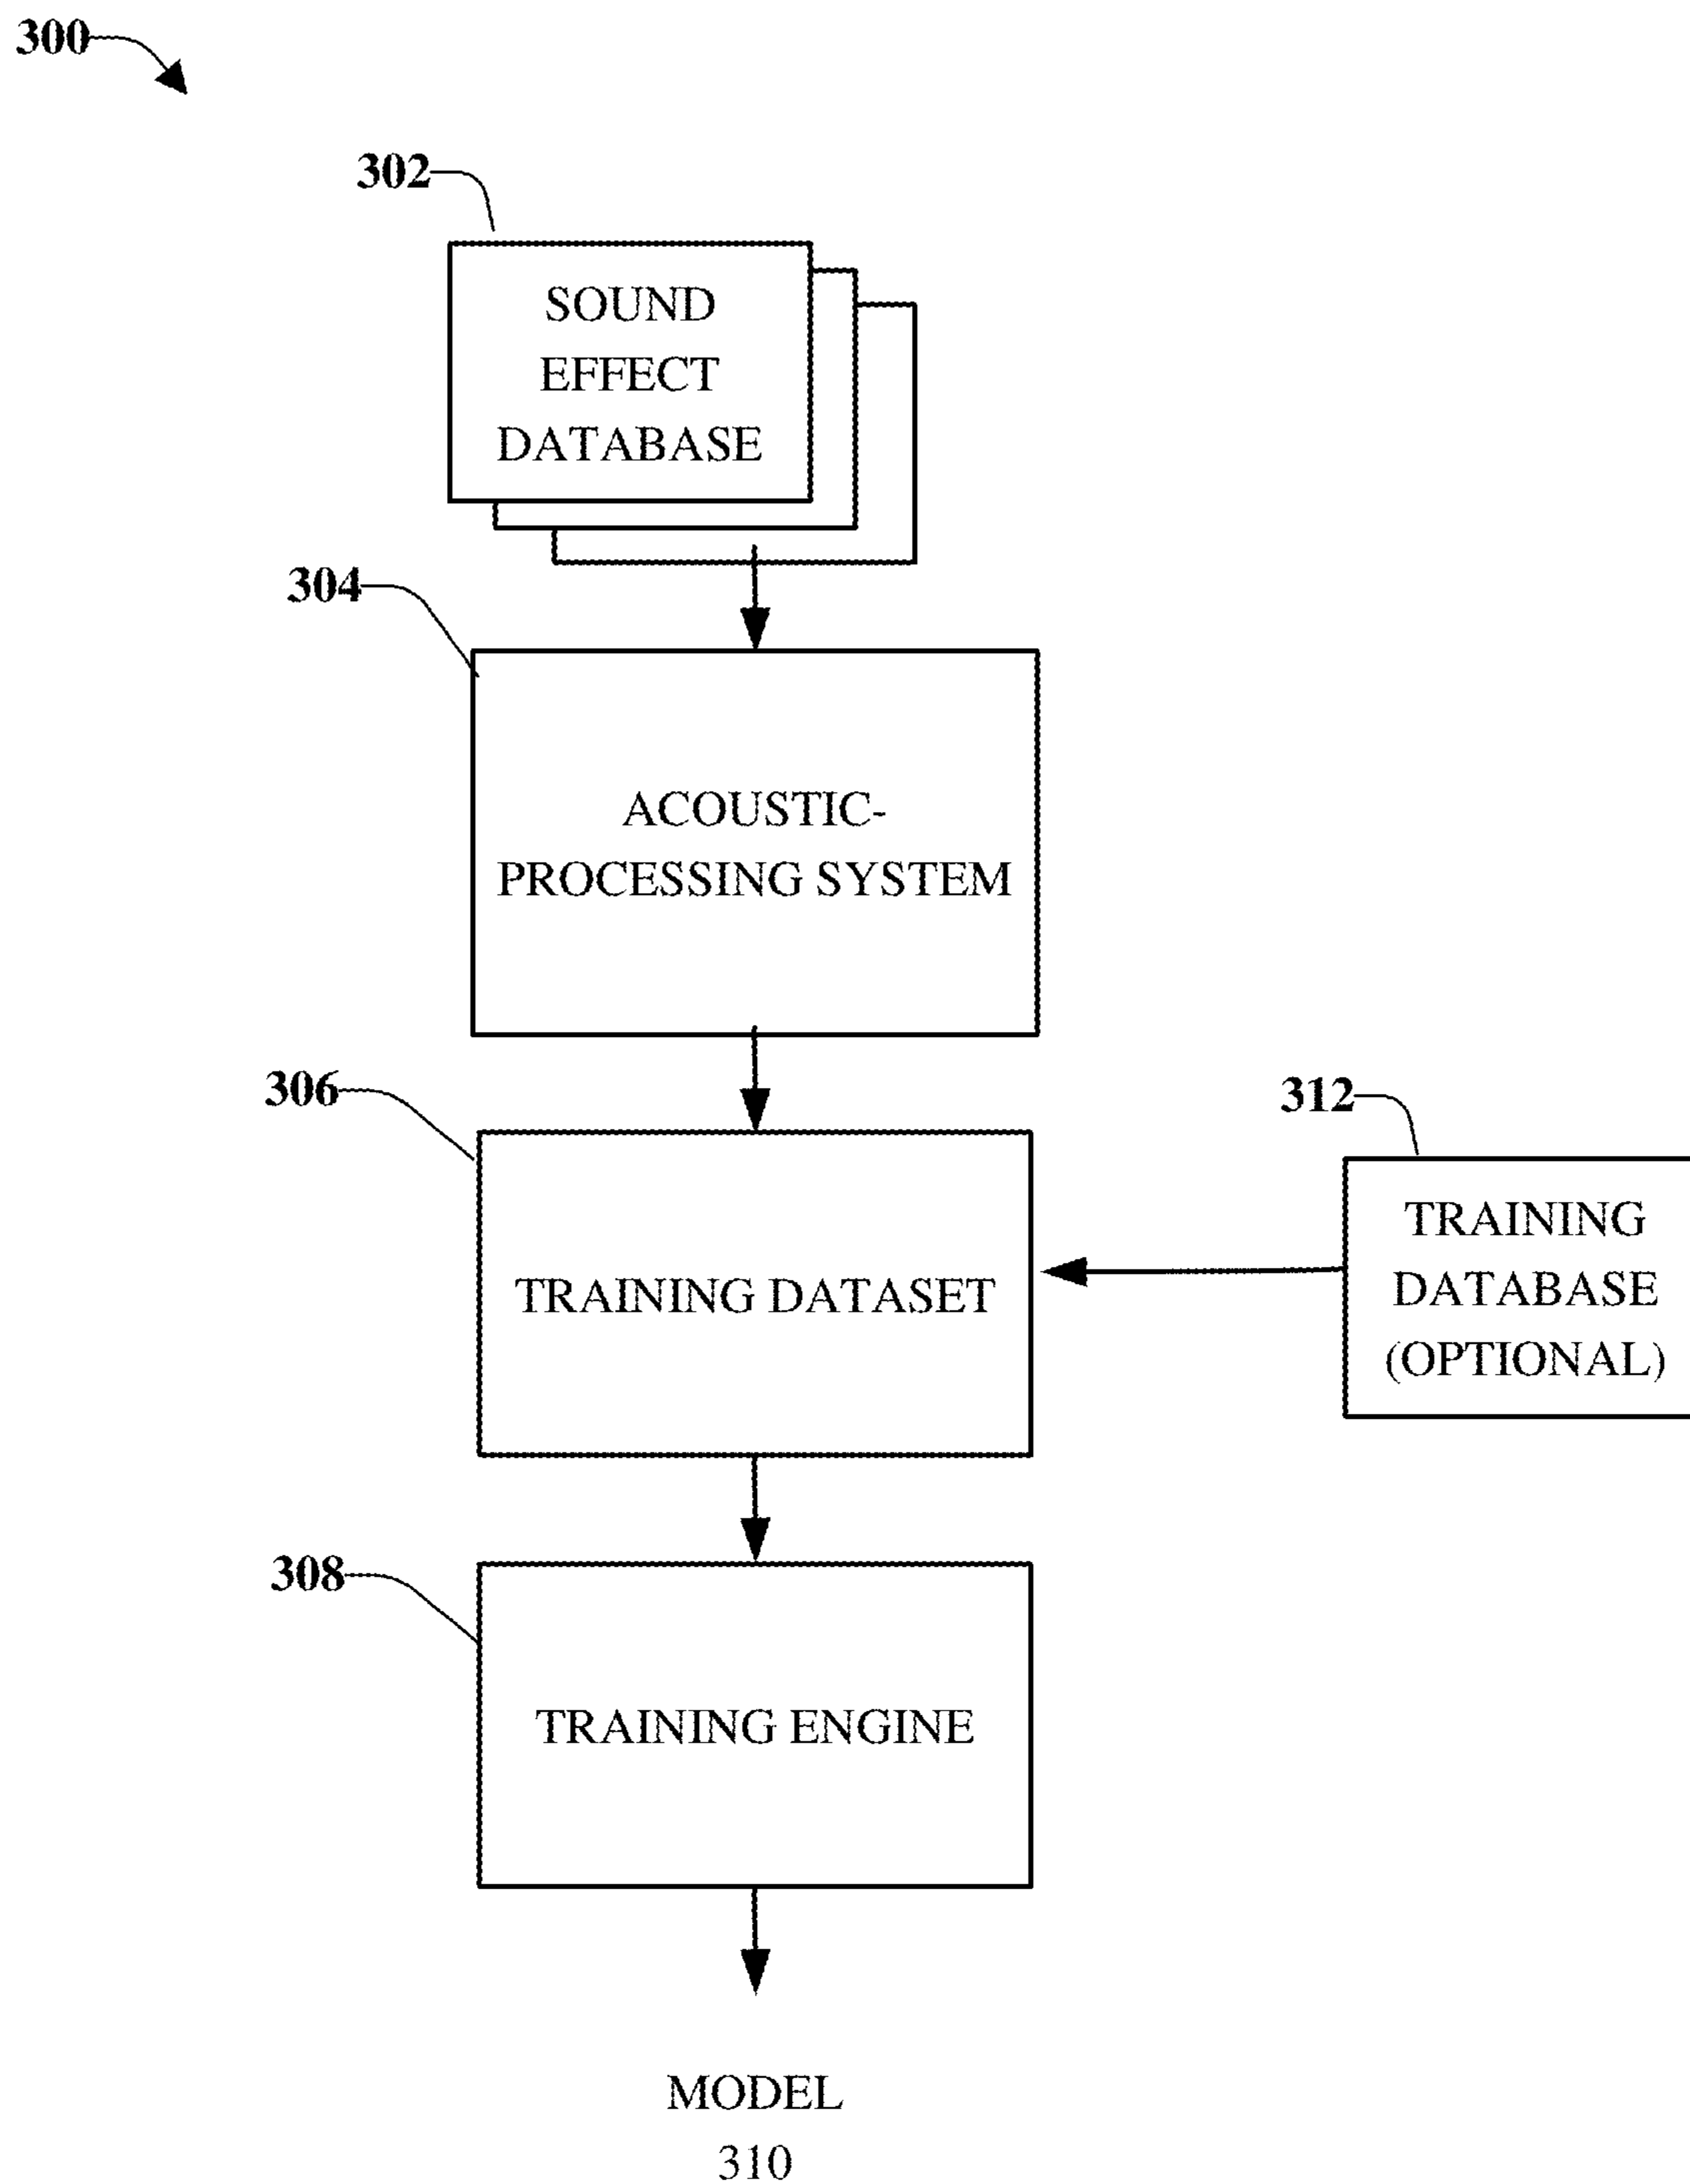 300
302
SOUND
EFFECT
DATABASE
304
ACOUSTIC-
PROCESSING SYSTEM
306
312
TRAINING DATASET
TRAINING
DATABASE
(OPTIONAL)
308
TRAINING ENGINE
MODEL
310